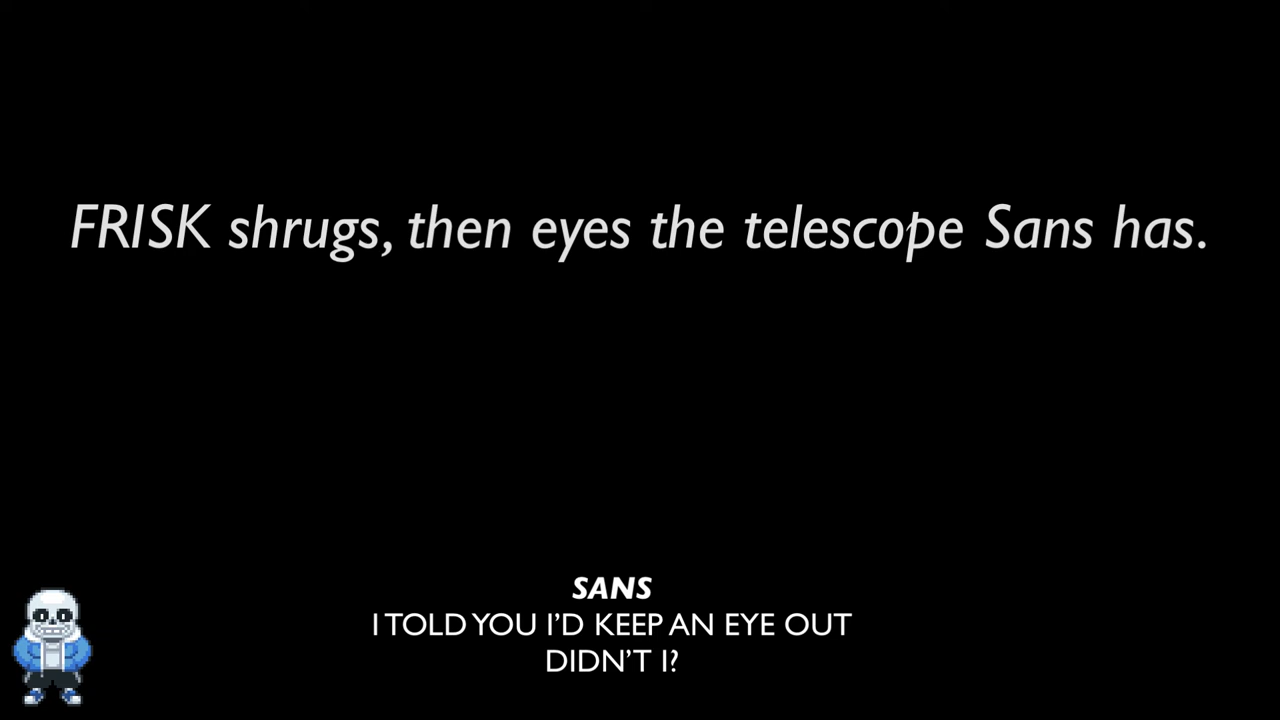 FRISK shrugs, then eyes the telescope Sans has.
SANS
I TOLD YOU I'D KEEP AN EYE OUT
DIDN'T I?